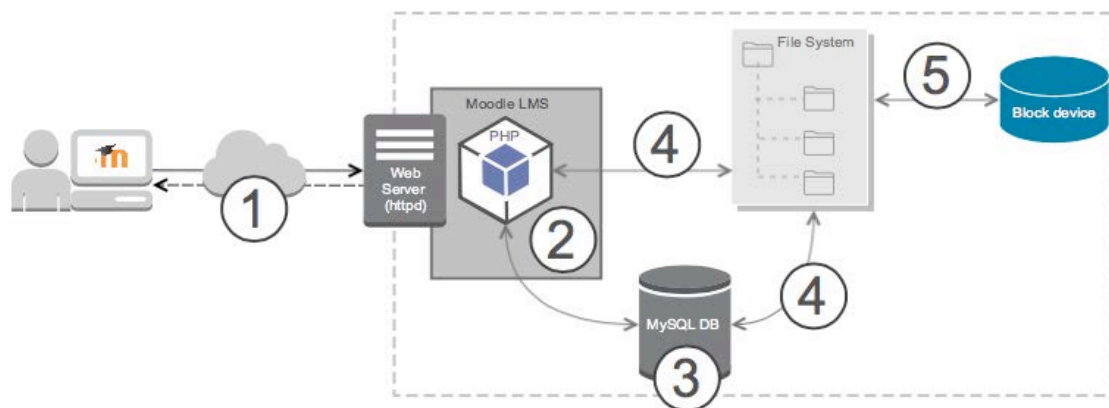 File System
5
Block device
Moodle LMS
PHP
4
m
Web
Server
(httpd)
1
2
4
MySQL DB
3